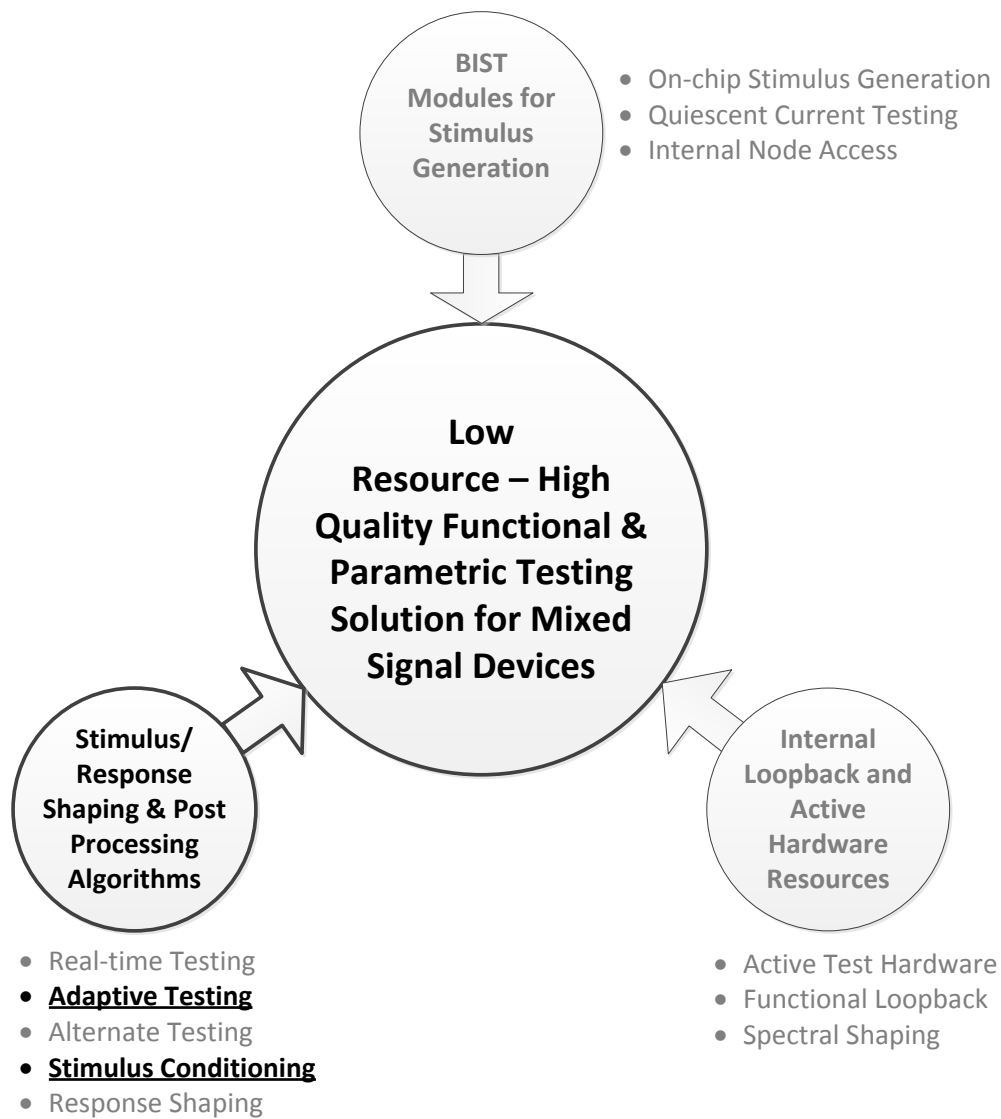 BIST
Modules for
Stimulus
Generation
• On-chip Stimulus Generation
• Quiescent Current Testing
• Internal Node Access
Low
Resource – High
Quality Functional &
Parametric Testing
Solution for Mixed
Signal Devices
Stimulus/
Response
Shaping & Post
Processing
Algorithms
• Real-time Testing
• Adaptive Testing
• Alternate Testing
• Stimulus Conditioning
• Response Shaping
Internal
Loopback and
Active
Hardware
Resources
• Active Test Hardware
• Functional Loopback
• Spectral Shaping